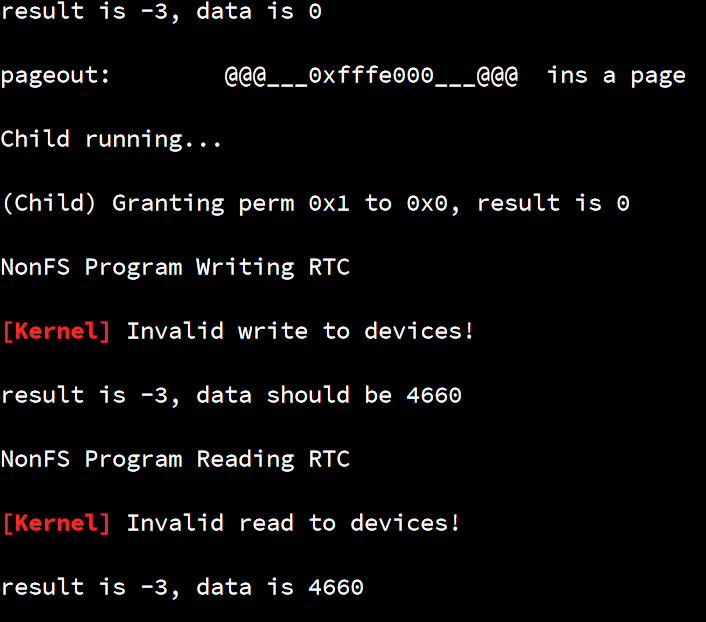 result is -3, data is 0
pageout:        @@@___0xfffe000___@@@  ins a page
Child running...
(Child) Granting perm 0x1 to 0x0, result is 0
NonFS Program Writing RTC
[Kernel] Invalid write to devices!
result is -3, data should be 4660
NonFS Program Reading RTC
[Kernel] Invalid read to devices!
result is -3, data is 4660